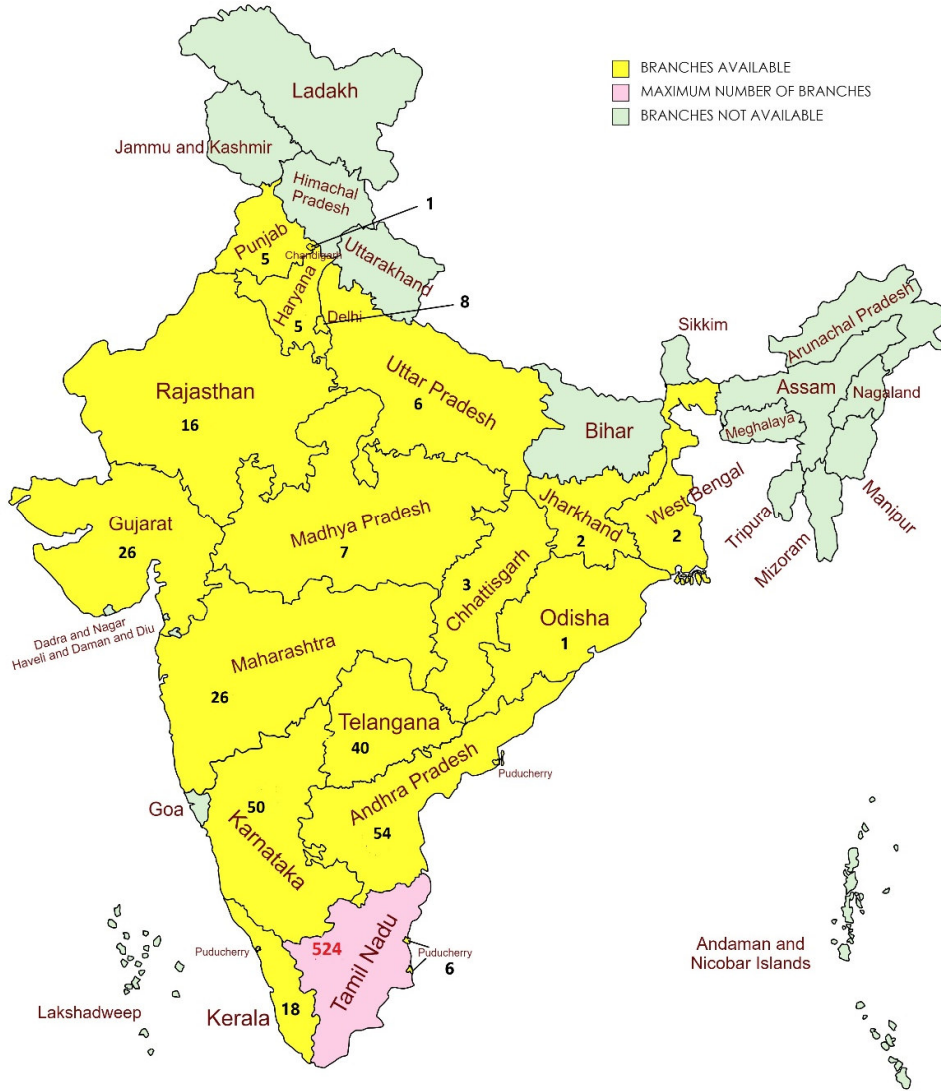 Ladakh
BRANCHES AVAILABLE
MAXIMUM NUMBER OF BRANCHES
BRANCHES NOT AVAILABLE
Jammu and Kashmir
Himachal
Pradesh
1
Punjab
5
Chandigarh
Uttarakhand
Haryana
5
Delhi
8
Sikkim
Arunachal Pradesh
Rajasthan
16
Uttar Pradesh
6
Bihar
Assam
Nagaland
Meghalaya
Gujarat
26
Madhya Pradesh
7
Jharkhand
2
West Bengal
2
Tripura
Mizoram
Manipur
Chhattisgarh
3
Odisha
1
Dadra and Nagar
Haveli and Daman and Diu
Maharashtra
26
Telangana
40
Andhra Pradesh
54
Puducherry
Goa
50
Karnataka
Tamil Nadu
524
Puducherry
Puducherry
6
Andaman and
Nicobar Islands
Lakshadweep
Kerala
18